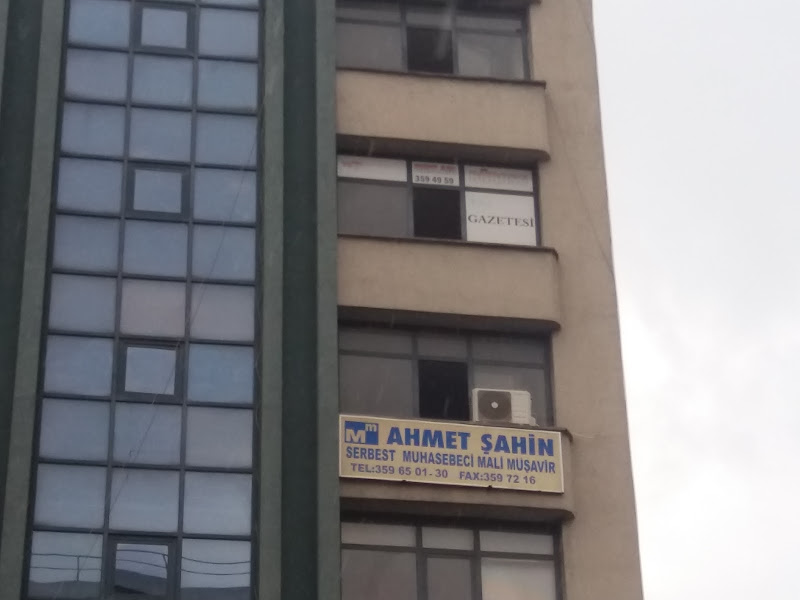 359 49 59
GAZETESİ
Mm AHMET ŞAHİN
SERBEST MUHASEBECİ MALİ MÜŞAVİR
TEL:359 65 01-30 FAX:359 72 16